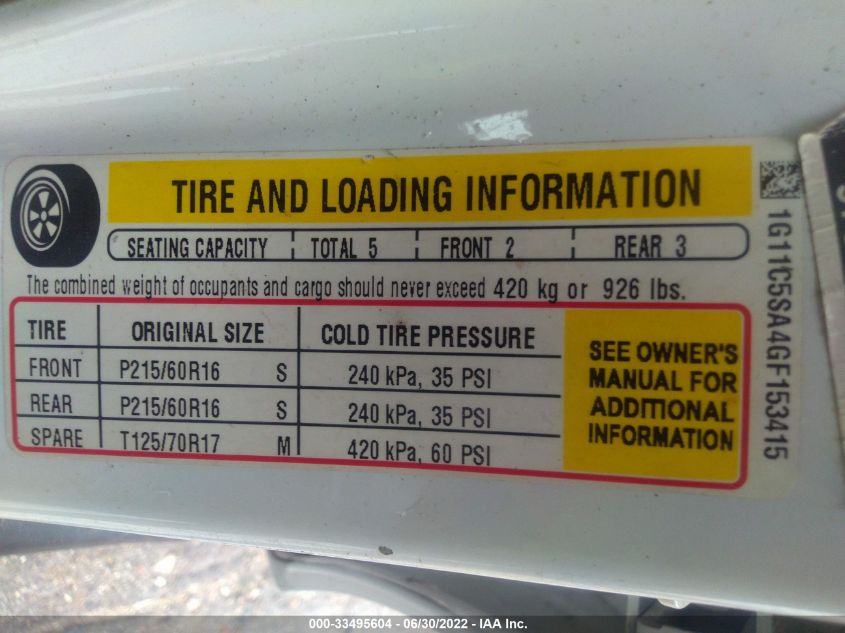 TIRE AND LOADING INFORMATION
SEATING CAPACITY | TOTAL 5 | FRONT 2 | REAR 3
The combined weight of occupants and cargo should never exceed 420 kg or 926 lbs.
TIRE ORIGINAL SIZE COLD TIRE PRESSURE
FRONT P215/60R16 S 240 kPa, 35 PSI
REAR P215/60R16 S 240 kPa, 35 PSI
SPARE T125/70R17 M 420 kPa, 60 PSI
SEE OWNER'S
MANUAL FOR
ADDITIONAL
INFORMATION
1G11C5SA4GF153415
000-33495604 - 06/30/2022 - IAA Inc.